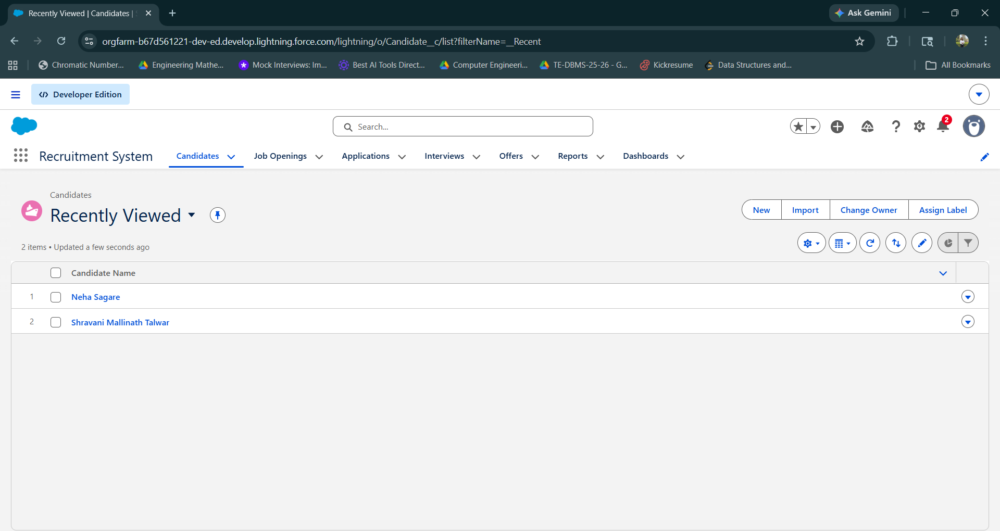 Recently Viewed | Candidates |
Ask Gemini
orgfarm-b67d561221-dev-ed.develop.lightning.force.com/lightning/o/Candidate__c/list?filterName=__Recent
Chromatic Number...
Engineering Mathe...
Mock Interviews: Im...
Best AI Tools Direct...
Computer Engineeri...
TE-DBMS-25-26 - G...
Kickresume
Data Structures and...
All Bookmarks
Developer Edition
Search...
2
Recruitment System
Candidates
Job Openings
Applications
Interviews
Offers
Reports
Dashboards
Candidates
Recently Viewed
New
Import
Change Owner
Assign Label
2 items • Updated a few seconds ago
Candidate Name
1 Neha Sagare
2 Shravani Mallinath Talwar